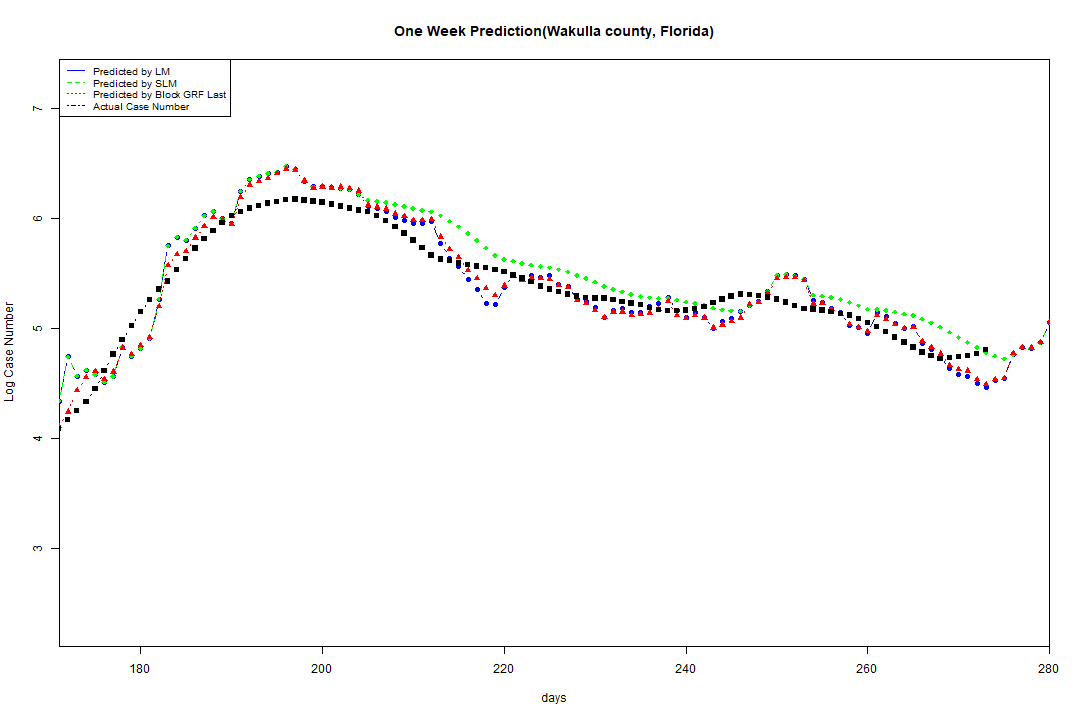 One Week Prediction(Wakulla county, Florida)
Predicted by LM
Predicted by SLM
Predicted by Block GRF Last
Actual Case Number
7
6
5
4
3
Log Case Number
180 200 220 240 260 280
days